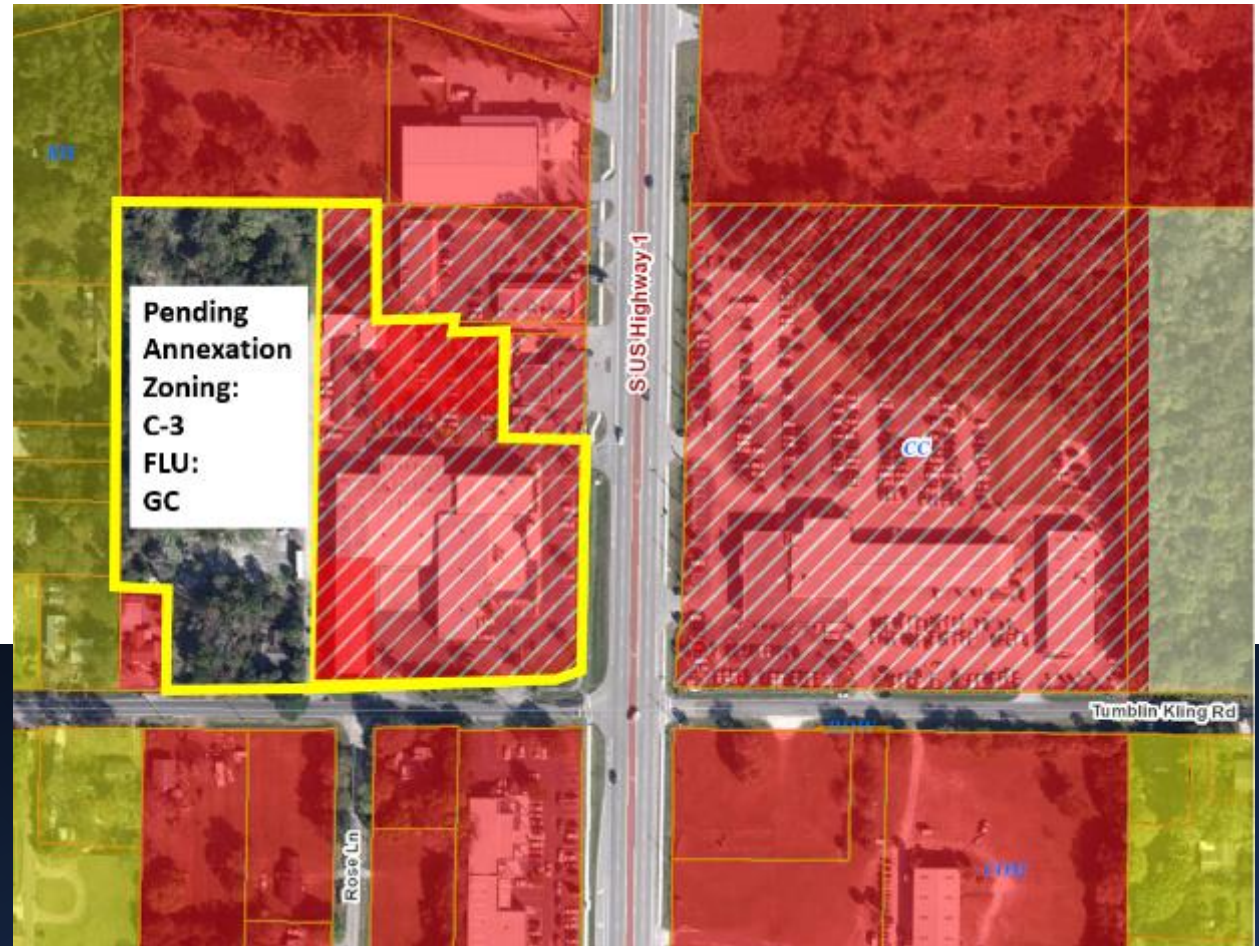 Pending
Annexation
Zoning:
C-3
FLU:
GC
S US Highway 1
CC
Tumblin Kling Rd
Rose Ln